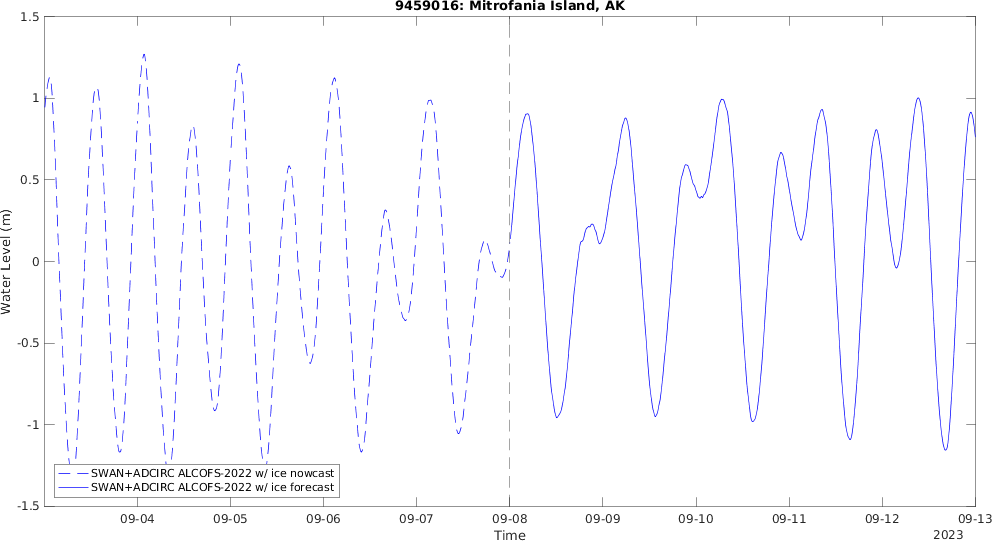 9459016: Mitrofania Island, AK
1.5
1
0.5
0
-0.5
-1
-1.5
Water Level (m)
SWAN+ADCIRC ALCOFS-2022 w/ ice nowcast
SWAN+ADCIRC ALCOFS-2022 w/ ice forecast
09-04 09-05 09-06 09-07 09-08 09-09 09-10 09-11 09-12 09-13
Time
2023